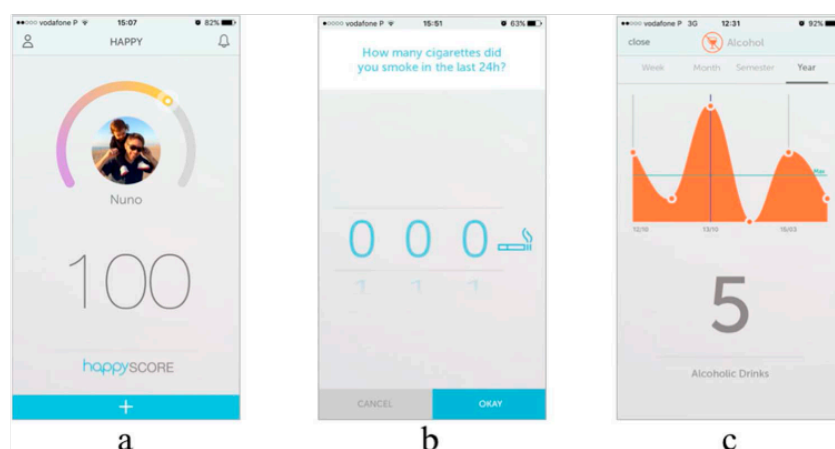 vodafone P 15:07 82%
HAPPY
Nuno
100
happySCORE
+
a
vodafone P 15:51 63%
How many cigarettes did
you smoke in the last 24h?
0 0 0
1 1 1
CANCEL OKAY
b
vodafone P 3G 12:31 92%
close Alcohol
Week Month Semester Year
Max
12/10 13/10 15/03
5
Alcoholic Drinks
c